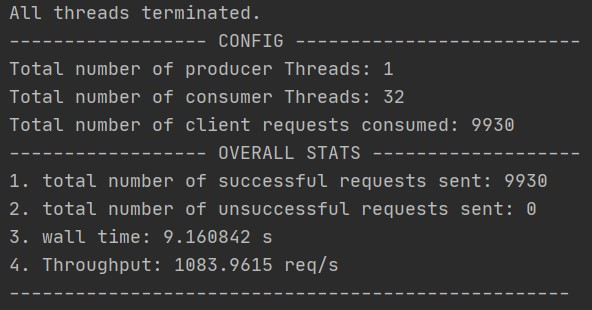 All threads terminated.
------------------ CONFIG --------------------------
Total number of producer Threads: 1
Total number of consumer Threads: 32
Total number of client requests consumed: 9930
------------------ OVERALL STATS -------------------
1. total number of successful requests sent: 9930
2. total number of unsuccessful requests sent: 0
3. wall time: 9.160842 s
4. Throughput: 1083.9615 req/s
---------------------------------------------------